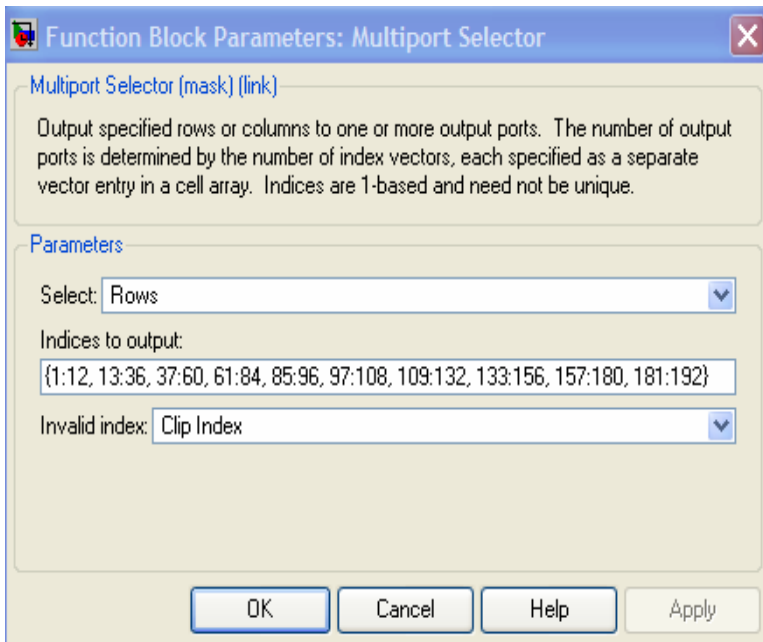 Function Block Parameters: Multiport Selector
Multiport Selector (mask) (link)
Output specified rows or columns to one or more output ports. The number of output
ports is determined by the number of index vectors, each specified as a separate
vector entry in a cell array. Indices are 1-based and need not be unique.
Parameters
Select: Rows
Indices to output:
{1:12, 13:36, 37:60, 61:84, 85:96, 97:108, 109:132, 133:156, 157:180, 181:192}
Invalid index: Clip Index
OK Cancel Help Apply